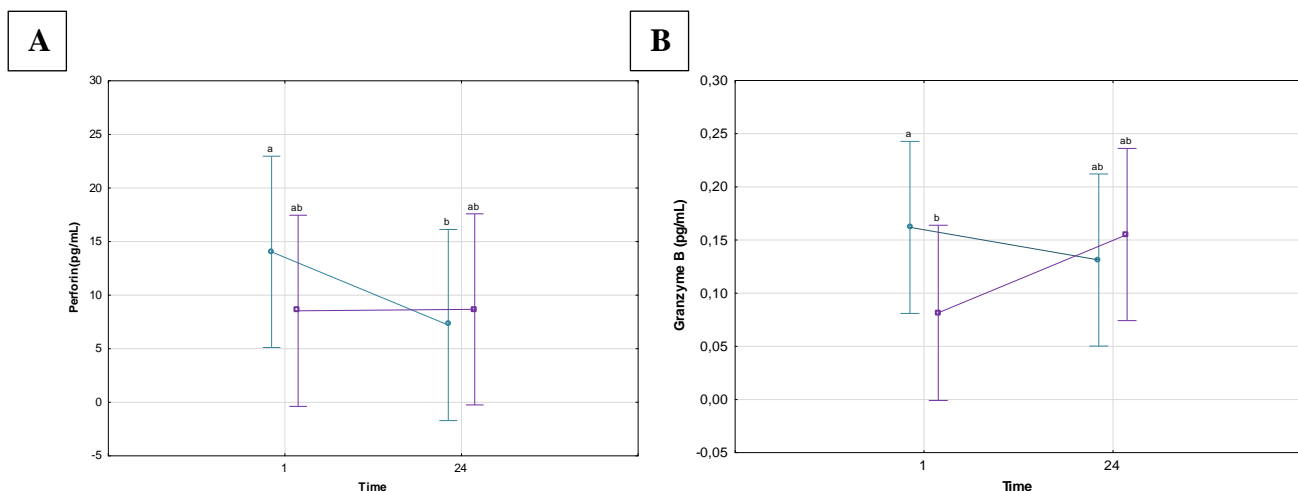 A
30
25
20
15
10
5
0
-5
Perforin(pg/mL)
a
ab
b
ab
1
24
Time
B
0,30
0,25
0,20
0,15
0,10
0,05
0,00
-0,05
Granzyme B (pg/mL)
a
b
ab
ab
1
24
Time